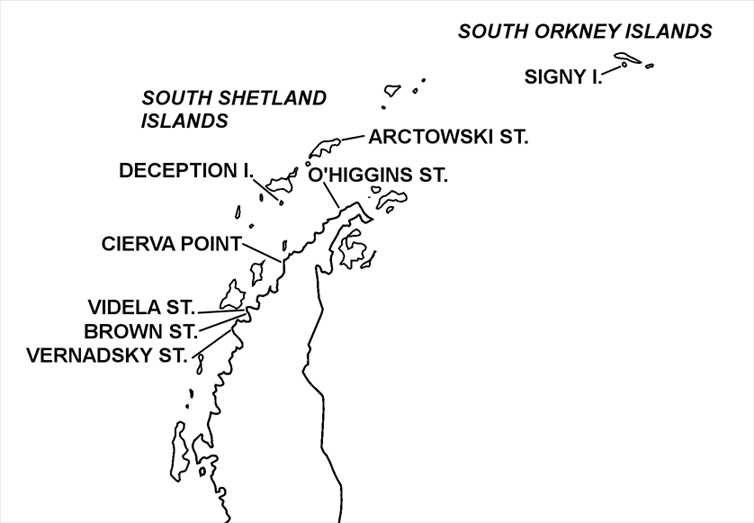 SOUTH ORKNEY ISLANDS
SIGNY I.
SOUTH SHETLAND
ISLANDS
ARCTOWSKI ST.
DECEPTION I.
O'HIGGINS ST.
CIERVA POINT
VIDELA ST.
BROWN ST.
VERNADSKY ST.